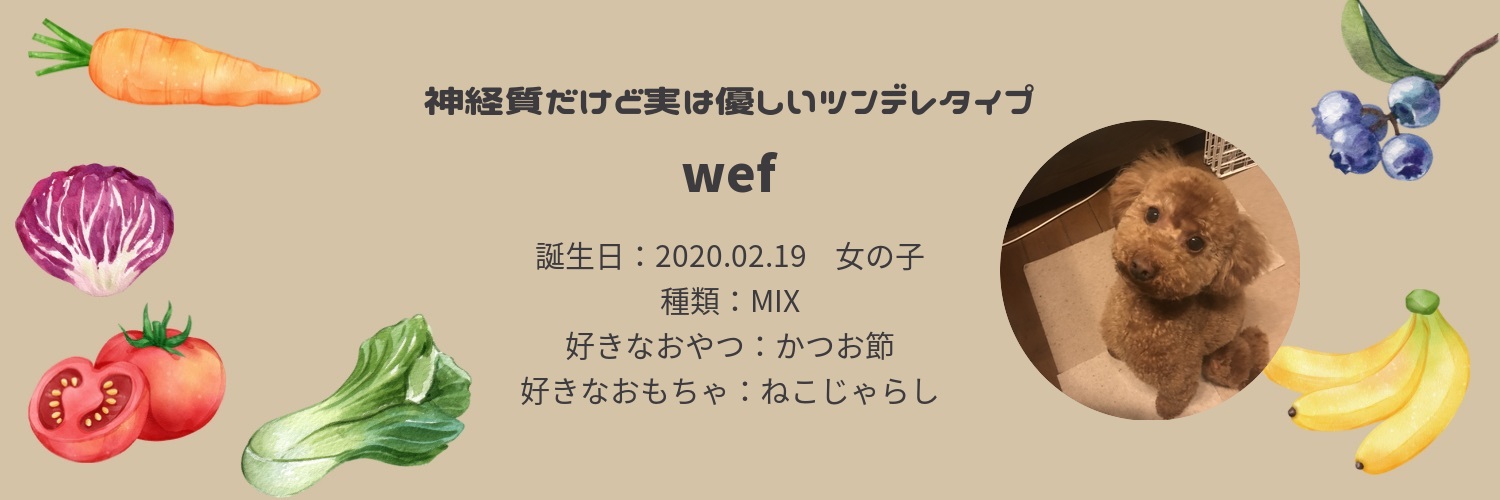 神経質だけど実は優しいツンデレタイプ
wef
誕生日：2020.02.19　女の子
種類：MIX
好きなおやつ：かつお節
好きなおもちゃ：ねこじゃらし